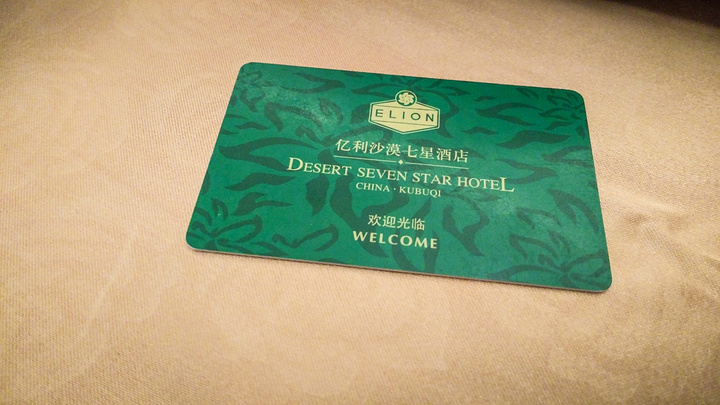 ELION
亿利沙漠七星酒店
DESERT SEVEN STAR HOTEL
CHINA · KUBUQI
欢迎光临
WELCOME